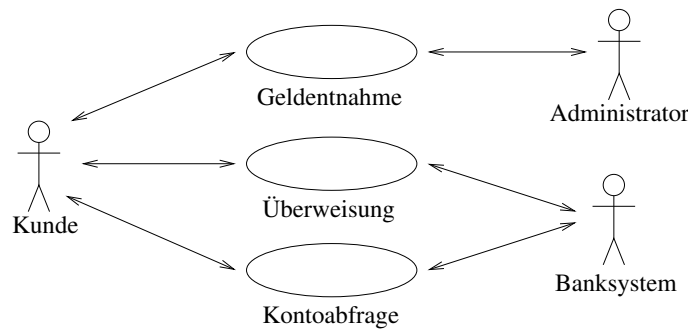 Geldentnahme
Administrator
Kunde
Überweisung
Banksystem
Kontoabfrage